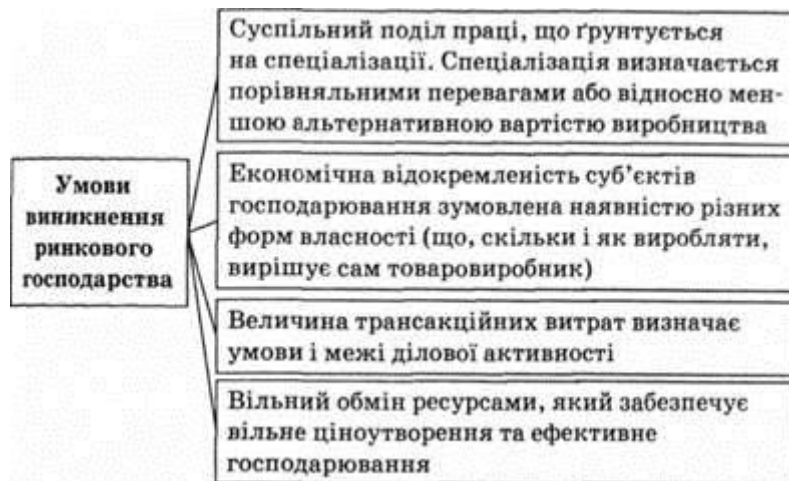 Умови
виникнення
ринкового
господарства
Суспільний поділ праці, що ґрунтується
на спеціалізації. Спеціалізація визначається
порівняльними перевагами або відносно мен-
шою альтернативною вартістю виробництва
Економічна відокремленість суб’єктів
господарювання зумовлена наявністю різних
форм власності (що, скільки і як виробляти,
вирішує сам товаровиробник)
Величина трансакційних витрат визначає
умови і межі ділової активності
Вільний обмін ресурсами, який забезпечує
вільне ціноутворення та ефективне
господарювання